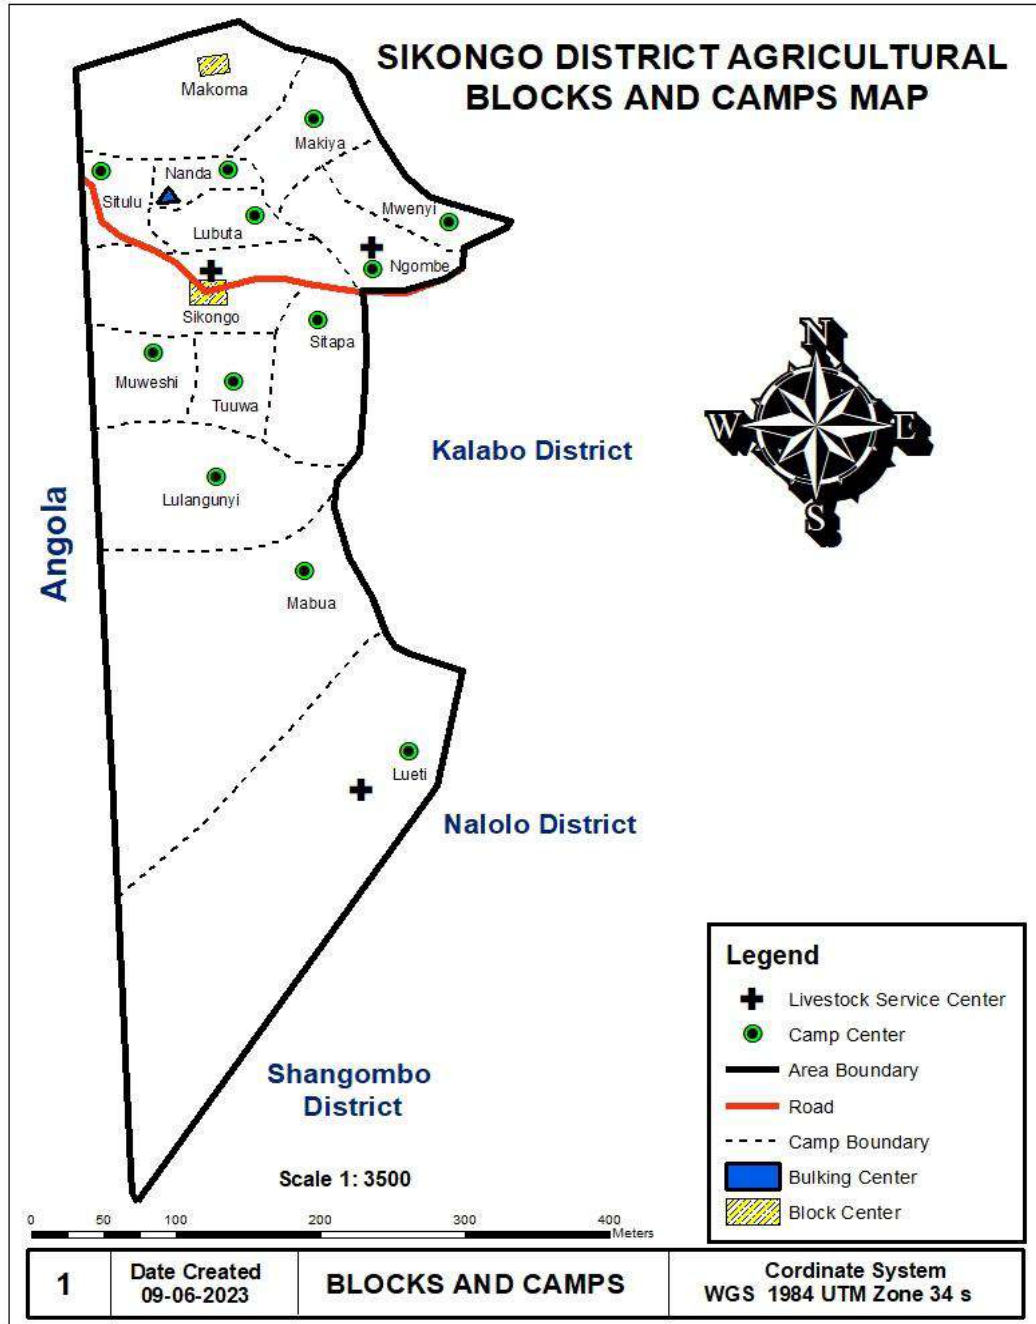 SIKONGO DISTRICT AGRICULTURAL
BLOCKS AND CAMPS MAP
Makoma
Makiya
Nanda
Situlu
Mwenyi
Lubuta
Ngombe
Sikongo
Sitapa
Muweshi
Tuuwa
Lulangunyi
Mabua
Lueti
Angola
Kalabo District
Nalolo District
Shangombo
District
N
W
E
S
Legend
Livestock Service Center
Camp Center
Area Boundary
Road
Camp Boundary
Bulking Center
Block Center
Scale 1: 3500
0 50 100 200 300 400
Meters
1
Date Created
09-06-2023
BLOCKS AND CAMPS
Cordinate System
WGS 1984 UTM Zone 34 s